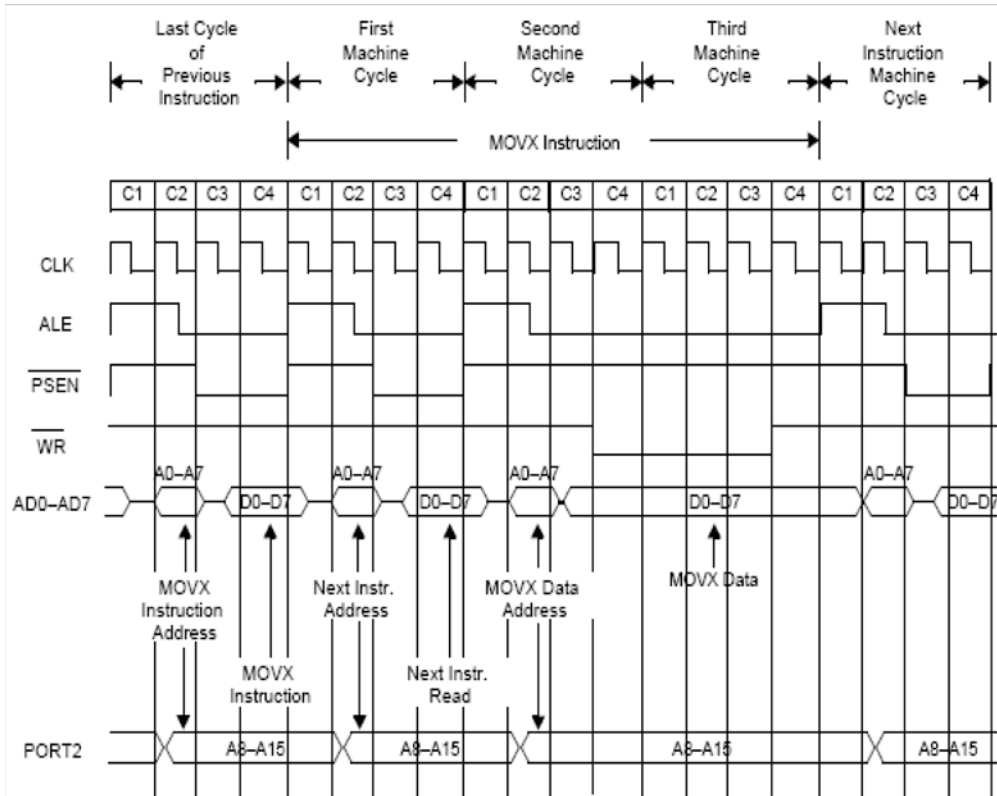 Last Cycle
of
Previous
Instruction
First
Machine
Cycle
Second
Machine
Cycle
Third
Machine
Cycle
Next
Instruction
Machine
Cycle
MOVX Instruction
C1 C2 C3 C4 C1 C2 C3 C4 C1 C2 C3 C4 C1 C2 C3 C4 C1 C2 C3 C4
CLK
ALE
PSEN
WR
A0–A7 A0–A7 A0–A7 A0–A7
AD0–AD7 D0–D7 D0–D7 D0–D7 D0–D7
MOVX
Instruction
Address
Next Instr.
Address
MOVX Data
Address
MOVX Data
MOVX
Instruction
Next Instr.
Read
PORT2 A8–A15 A8–A15 A8–A15 A8–A15